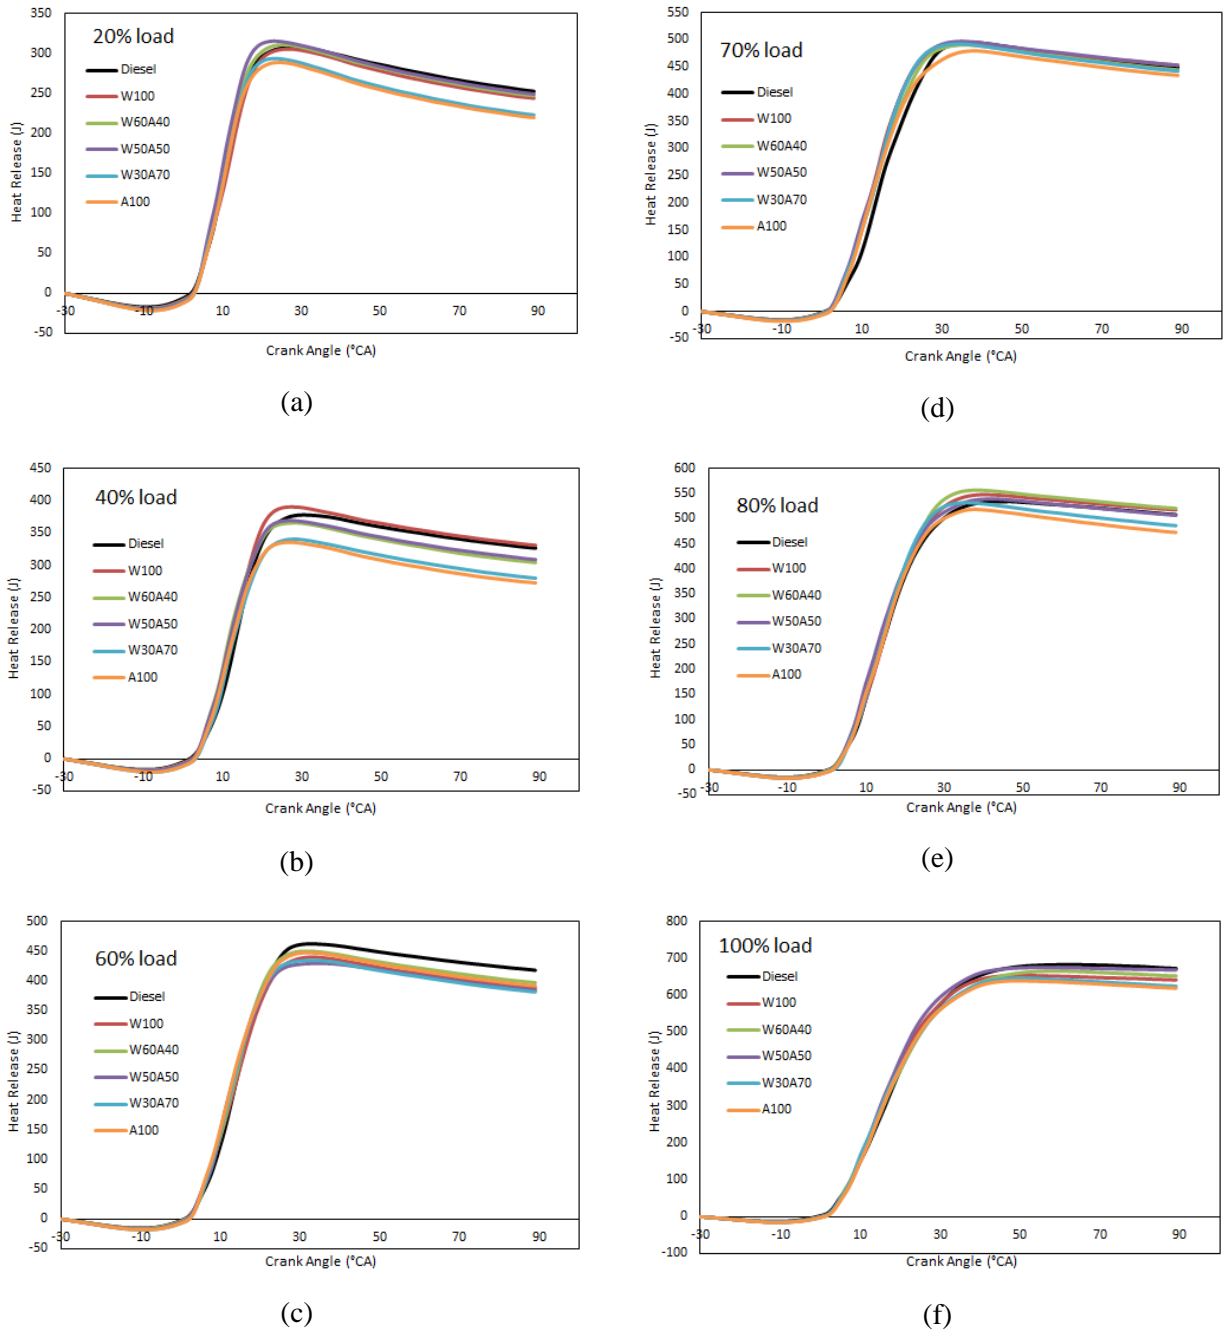 20% load
Heat Release (J)
350
300
250
200
150
100
50
0
-50
-30
-10
10
30
50
70
90
Diesel
W100
W60A40
W50A50
W30A70
A100
Crank Angle (°CA)
(a)
70% load
Heat Release (J)
550
500
450
400
350
300
250
200
150
100
50
0
-50
-30
-10
10
30
50
70
90
Diesel
W100
W60A40
W50A50
W30A70
A100
Crank Angle (°CA)
(d)
40% load
Heat Release (J)
450
400
350
300
250
200
150
100
50
0
-50
-30
-10
10
30
50
70
90
Diesel
W100
W60A40
W50A50
W30A70
A100
Crank Angle (°CA)
(b)
80% load
Heat Release (J)
600
550
500
450
400
350
300
250
200
150
100
50
0
-50
-30
-10
10
30
50
70
90
Diesel
W100
W60A40
W50A50
W30A70
A100
Crank Angle (°CA)
(e)
60% load
Heat Release (J)
500
450
400
350
300
250
200
150
100
50
0
-50
-30
-10
10
30
50
70
90
Diesel
W100
W60A40
W50A50
W30A70
A100
Crank Angle (°CA)
(c)
100% load
Heat Release (J)
800
700
600
500
400
300
200
100
0
-100
-30
-10
10
30
50
70
90
Diesel
W100
W60A40
W50A50
W30A70
A100
Crank Angle (°CA)
(f)